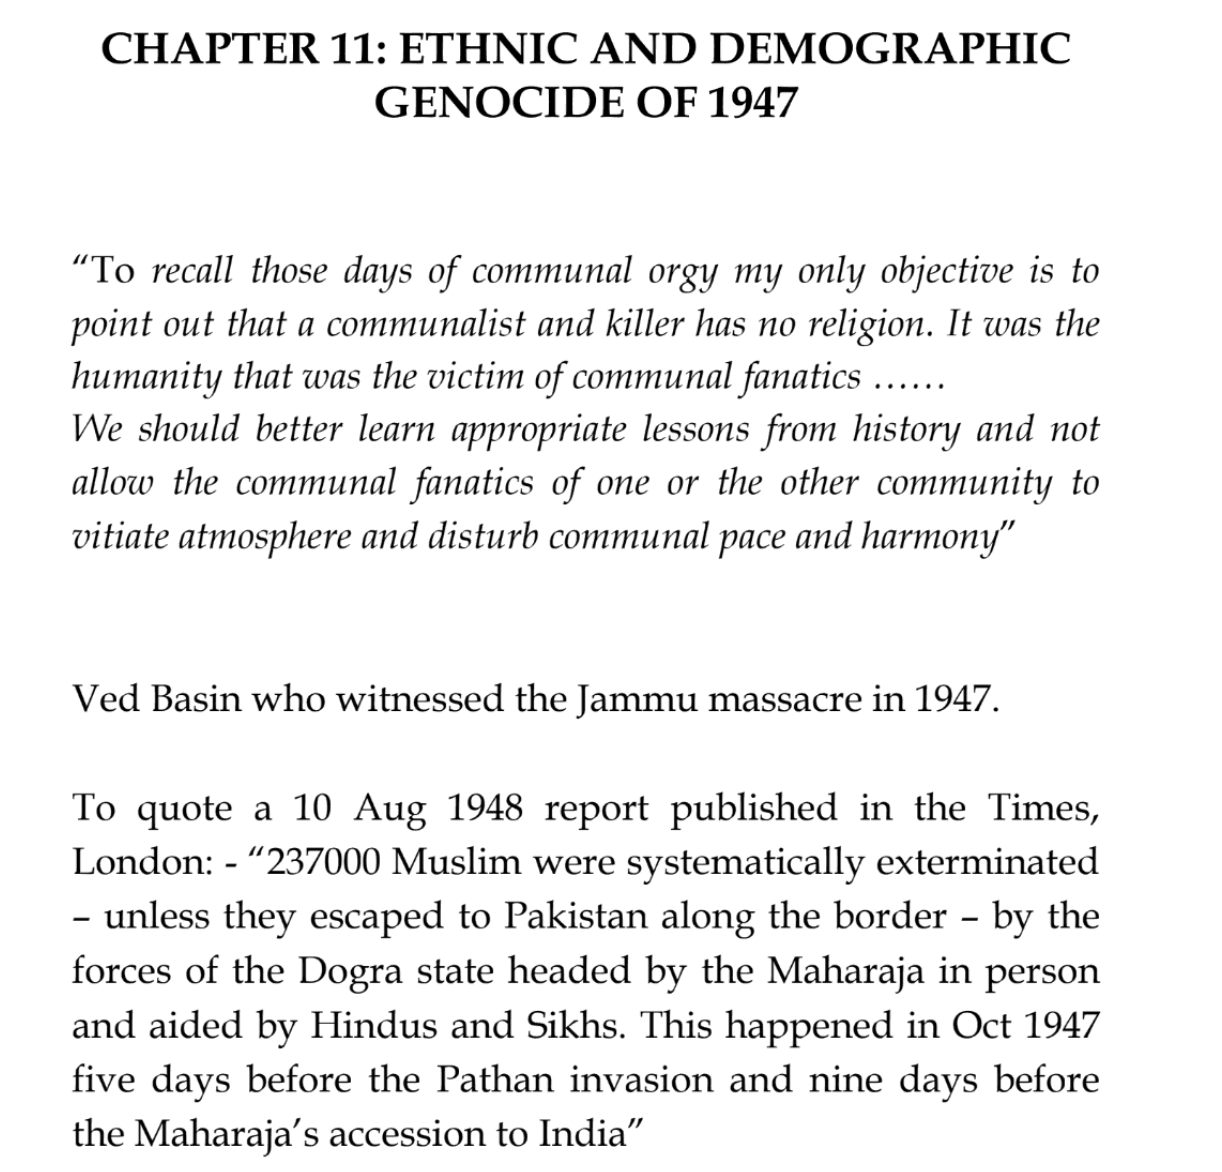 CHAPTER 11: ETHNIC AND DEMOGRAPHIC
GENOCIDE OF 1947
“To recall those days of communal orgy my only objective is to
point out that a communalist and killer has no religion. It was the
humanity that was the victim of communal fanatics ......
We should better learn appropriate lessons from history and not
allow the communal fanatics of one or the other community to
vitiate atmosphere and disturb communal pace and harmony”
Ved Basin who witnessed the Jammu massacre in 1947.
To quote a 10 Aug 1948 report published in the Times,
London: - “237000 Muslim were systematically exterminated
– unless they escaped to Pakistan along the border – by the
forces of the Dogra state headed by the Maharaja in person
and aided by Hindus and Sikhs. This happened in Oct 1947
five days before the Pathan invasion and nine days before
the Maharaja’s accession to India”